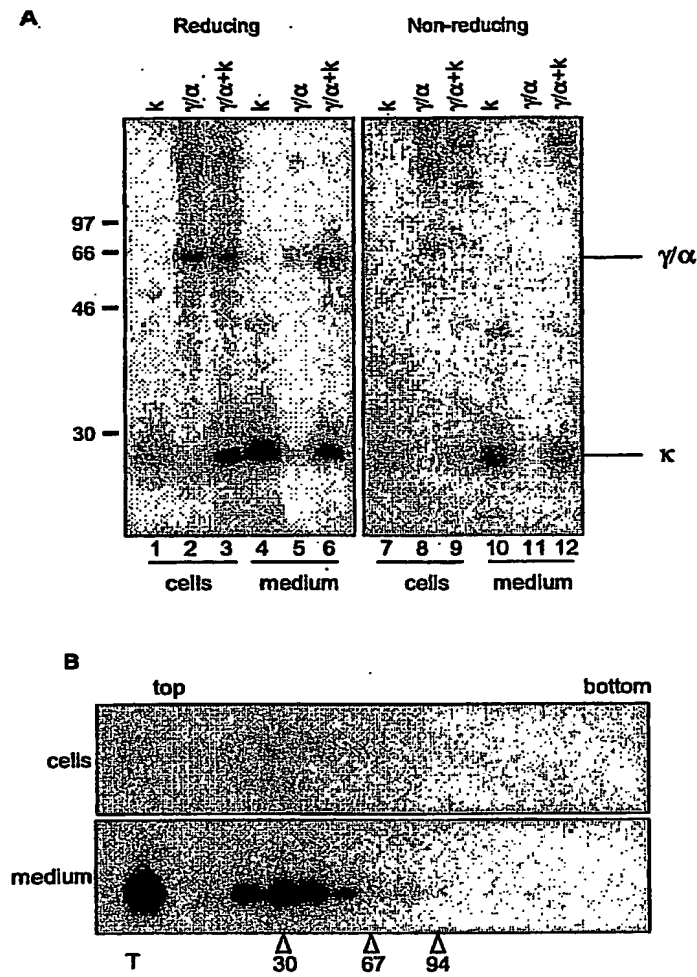 A
Reducing Non-reducing
k γ/α γ/α+k k γ/α γ/α+k k γ/α γ/α+k k γ/α γ/α+k
97
66
γ/α
46
30
κ
1 2 3 4 5 6 7 8 9 10 11 12
cells medium cells medium
B
top bottom
cells
medium
T 30 67 94